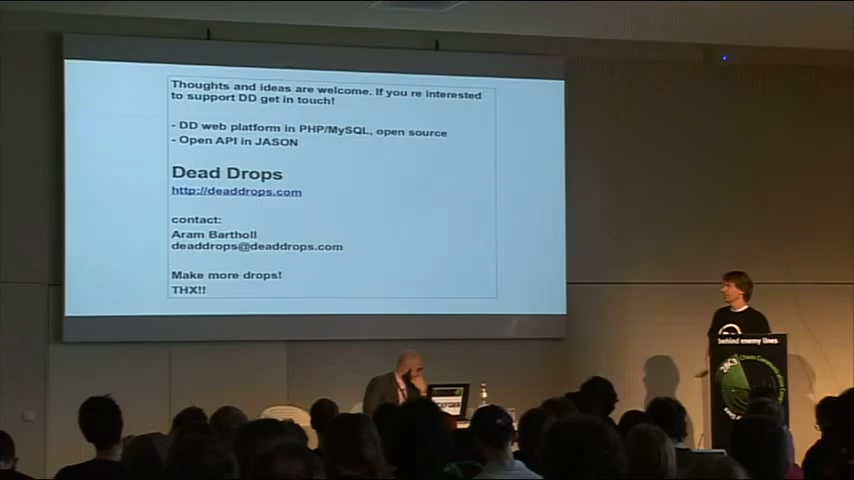 Thoughts and ideas are welcome. If you re interested
to support DD get in touch!
- DD web platform in PHP/MySQL, open source
- Open API in JASON
Dead Drops
http://deaddrops.com
contact:
Aram Bartholl
deaddrops@deaddrops.com
Make more drops!
THX!!
behind enemy lines